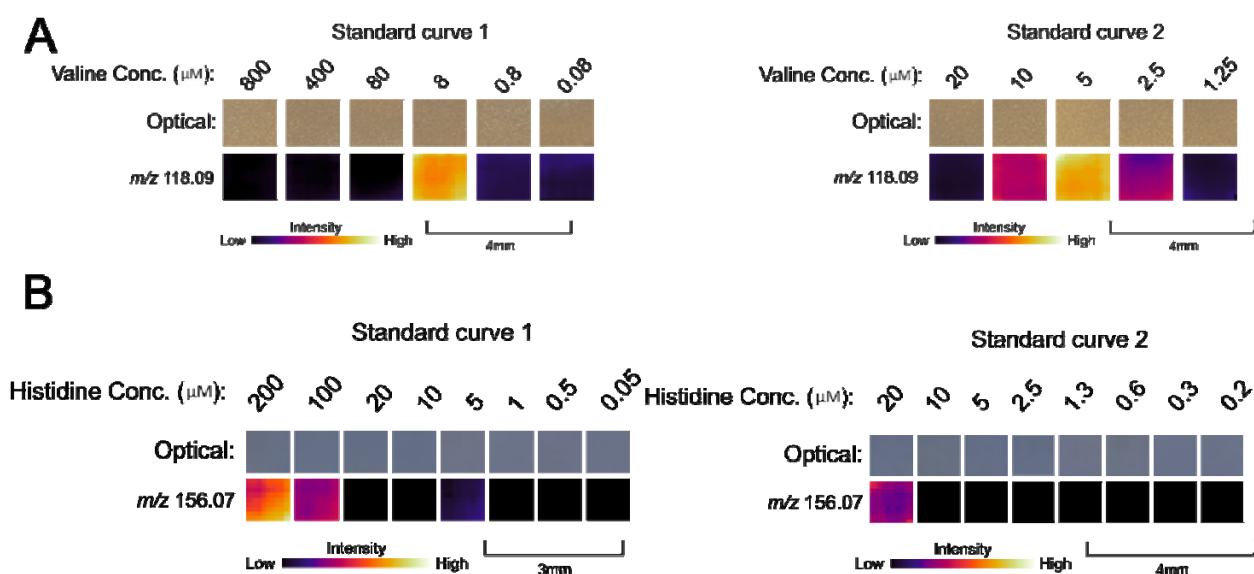 A
Standard curve 1
Valine Conc. (μM): 800 400 80 8 0.8 0.08
Optical:
m/z 118.09
Intensity
Low High
4mm
Standard curve 2
Valine Conc. (μM): 20 10 5 2.5 1.25
Optical:
m/z 118.09
Intensity
Low High
4mm
B
Standard curve 1
Histidine Conc. (μM): 200 100 20 10 5 1 0.5 0.05
Optical:
m/z 156.07
Intensity
Low High
3mm
Standard curve 2
Histidine Conc. (μM): 20 10 5 2.5 1.3 0.6 0.3 0.2
Optical:
m/z 156.07
Intensity
Low High
4mm